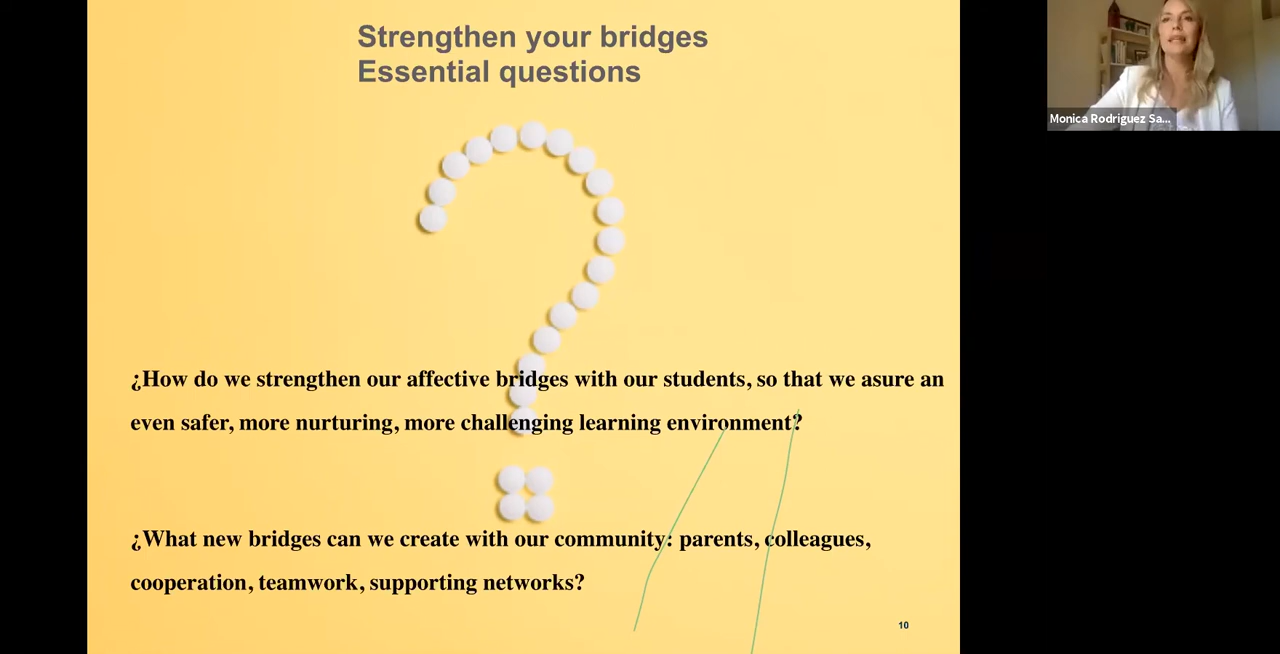 Strengthen your bridges
Essential questions
Monica Rodriguez Sa...
¿How do we strengthen our affective bridges with our students, so that we asure an
even safer, more nurturing, more challenging learning environment?
¿What new bridges can we create with our community: parents, colleagues,
cooperation, teamwork, supporting networks?
10